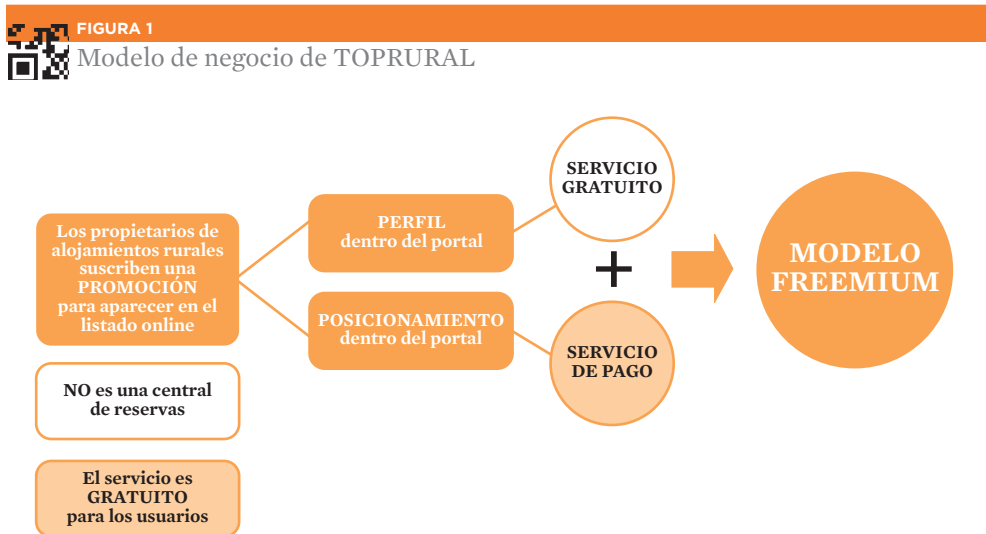 FIGURA 1
Modelo de negocio de TOPRURAL
Los propietarios de
alojamientos rurales
suscriben una
PROMOCIÓN
para aparecer en el
listado online
NO es una central
de reservas
El servicio es
GRATUITO
para los usuarios
PERFIL
dentro del portal
POSICIONAMIENTO
dentro del portal
SERVICIO
GRATUITO
+
SERVICIO
DE PAGO
MODELO
FREEMIUM